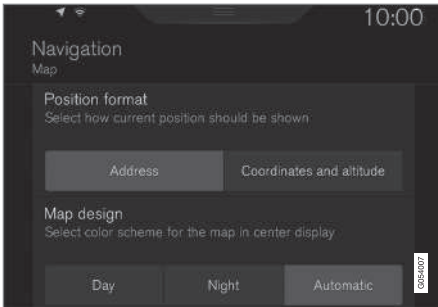 10:00
Navigation
Map
Position format
Select how current position should be shown
Address
Coordinates and altitude
Map design
Select color scheme for the map in center display
Day
Night
Automatic
G054007